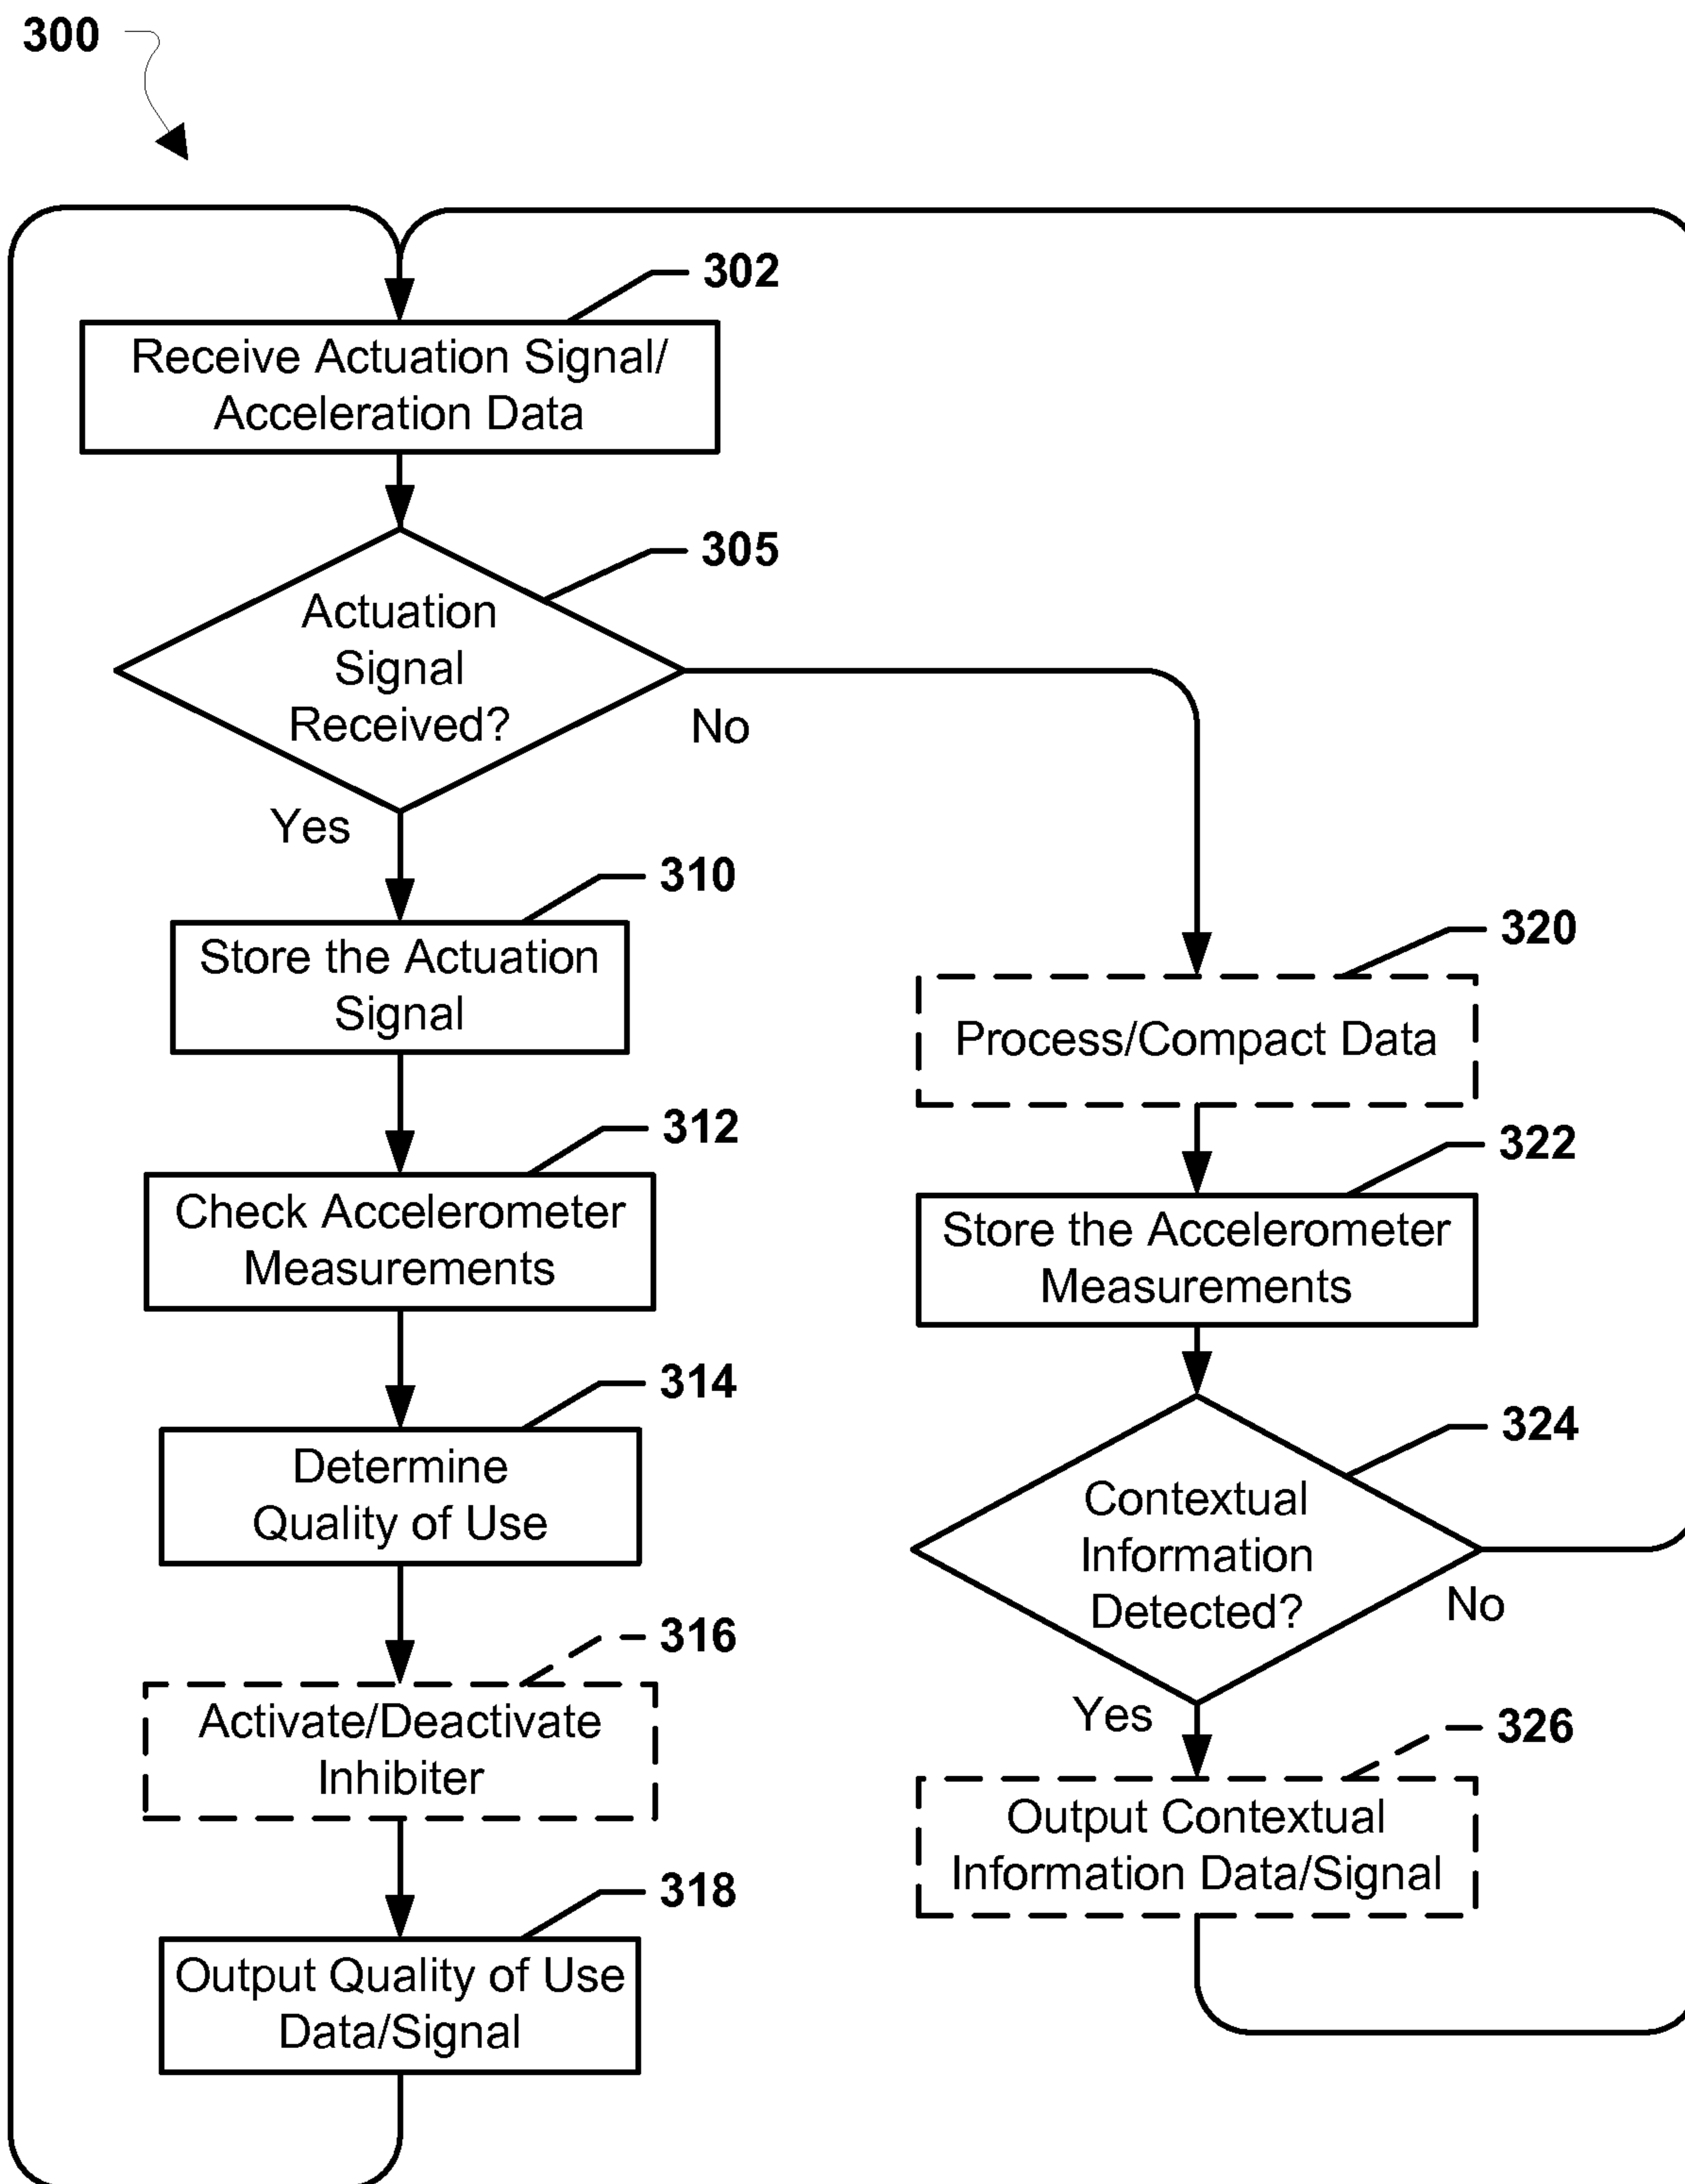 300
302
Receive Actuation Signal/
Acceleration Data
305
Actuation
Signal
Received?
No
Yes
310
Store the Actuation
Signal
312
Check Accelerometer
Measurements
314
Determine
Quality of Use
316
Activate/Deactivate
Inhibiter
318
Output Quality of Use
Data/Signal
320
Process/Compact Data
322
Store the Accelerometer
Measurements
324
Contextual
Information
Detected?
No
Yes
326
Output Contextual
Information Data/Signal